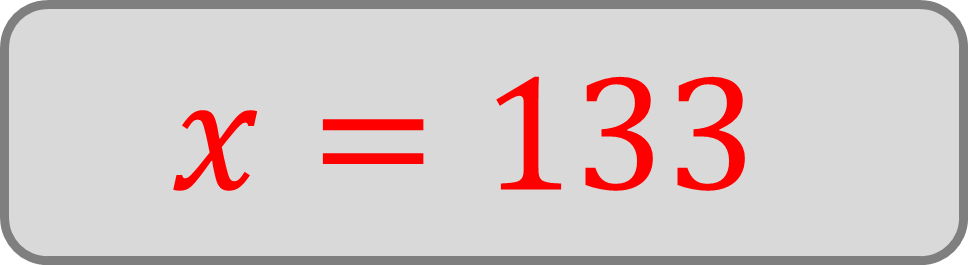 x = 133